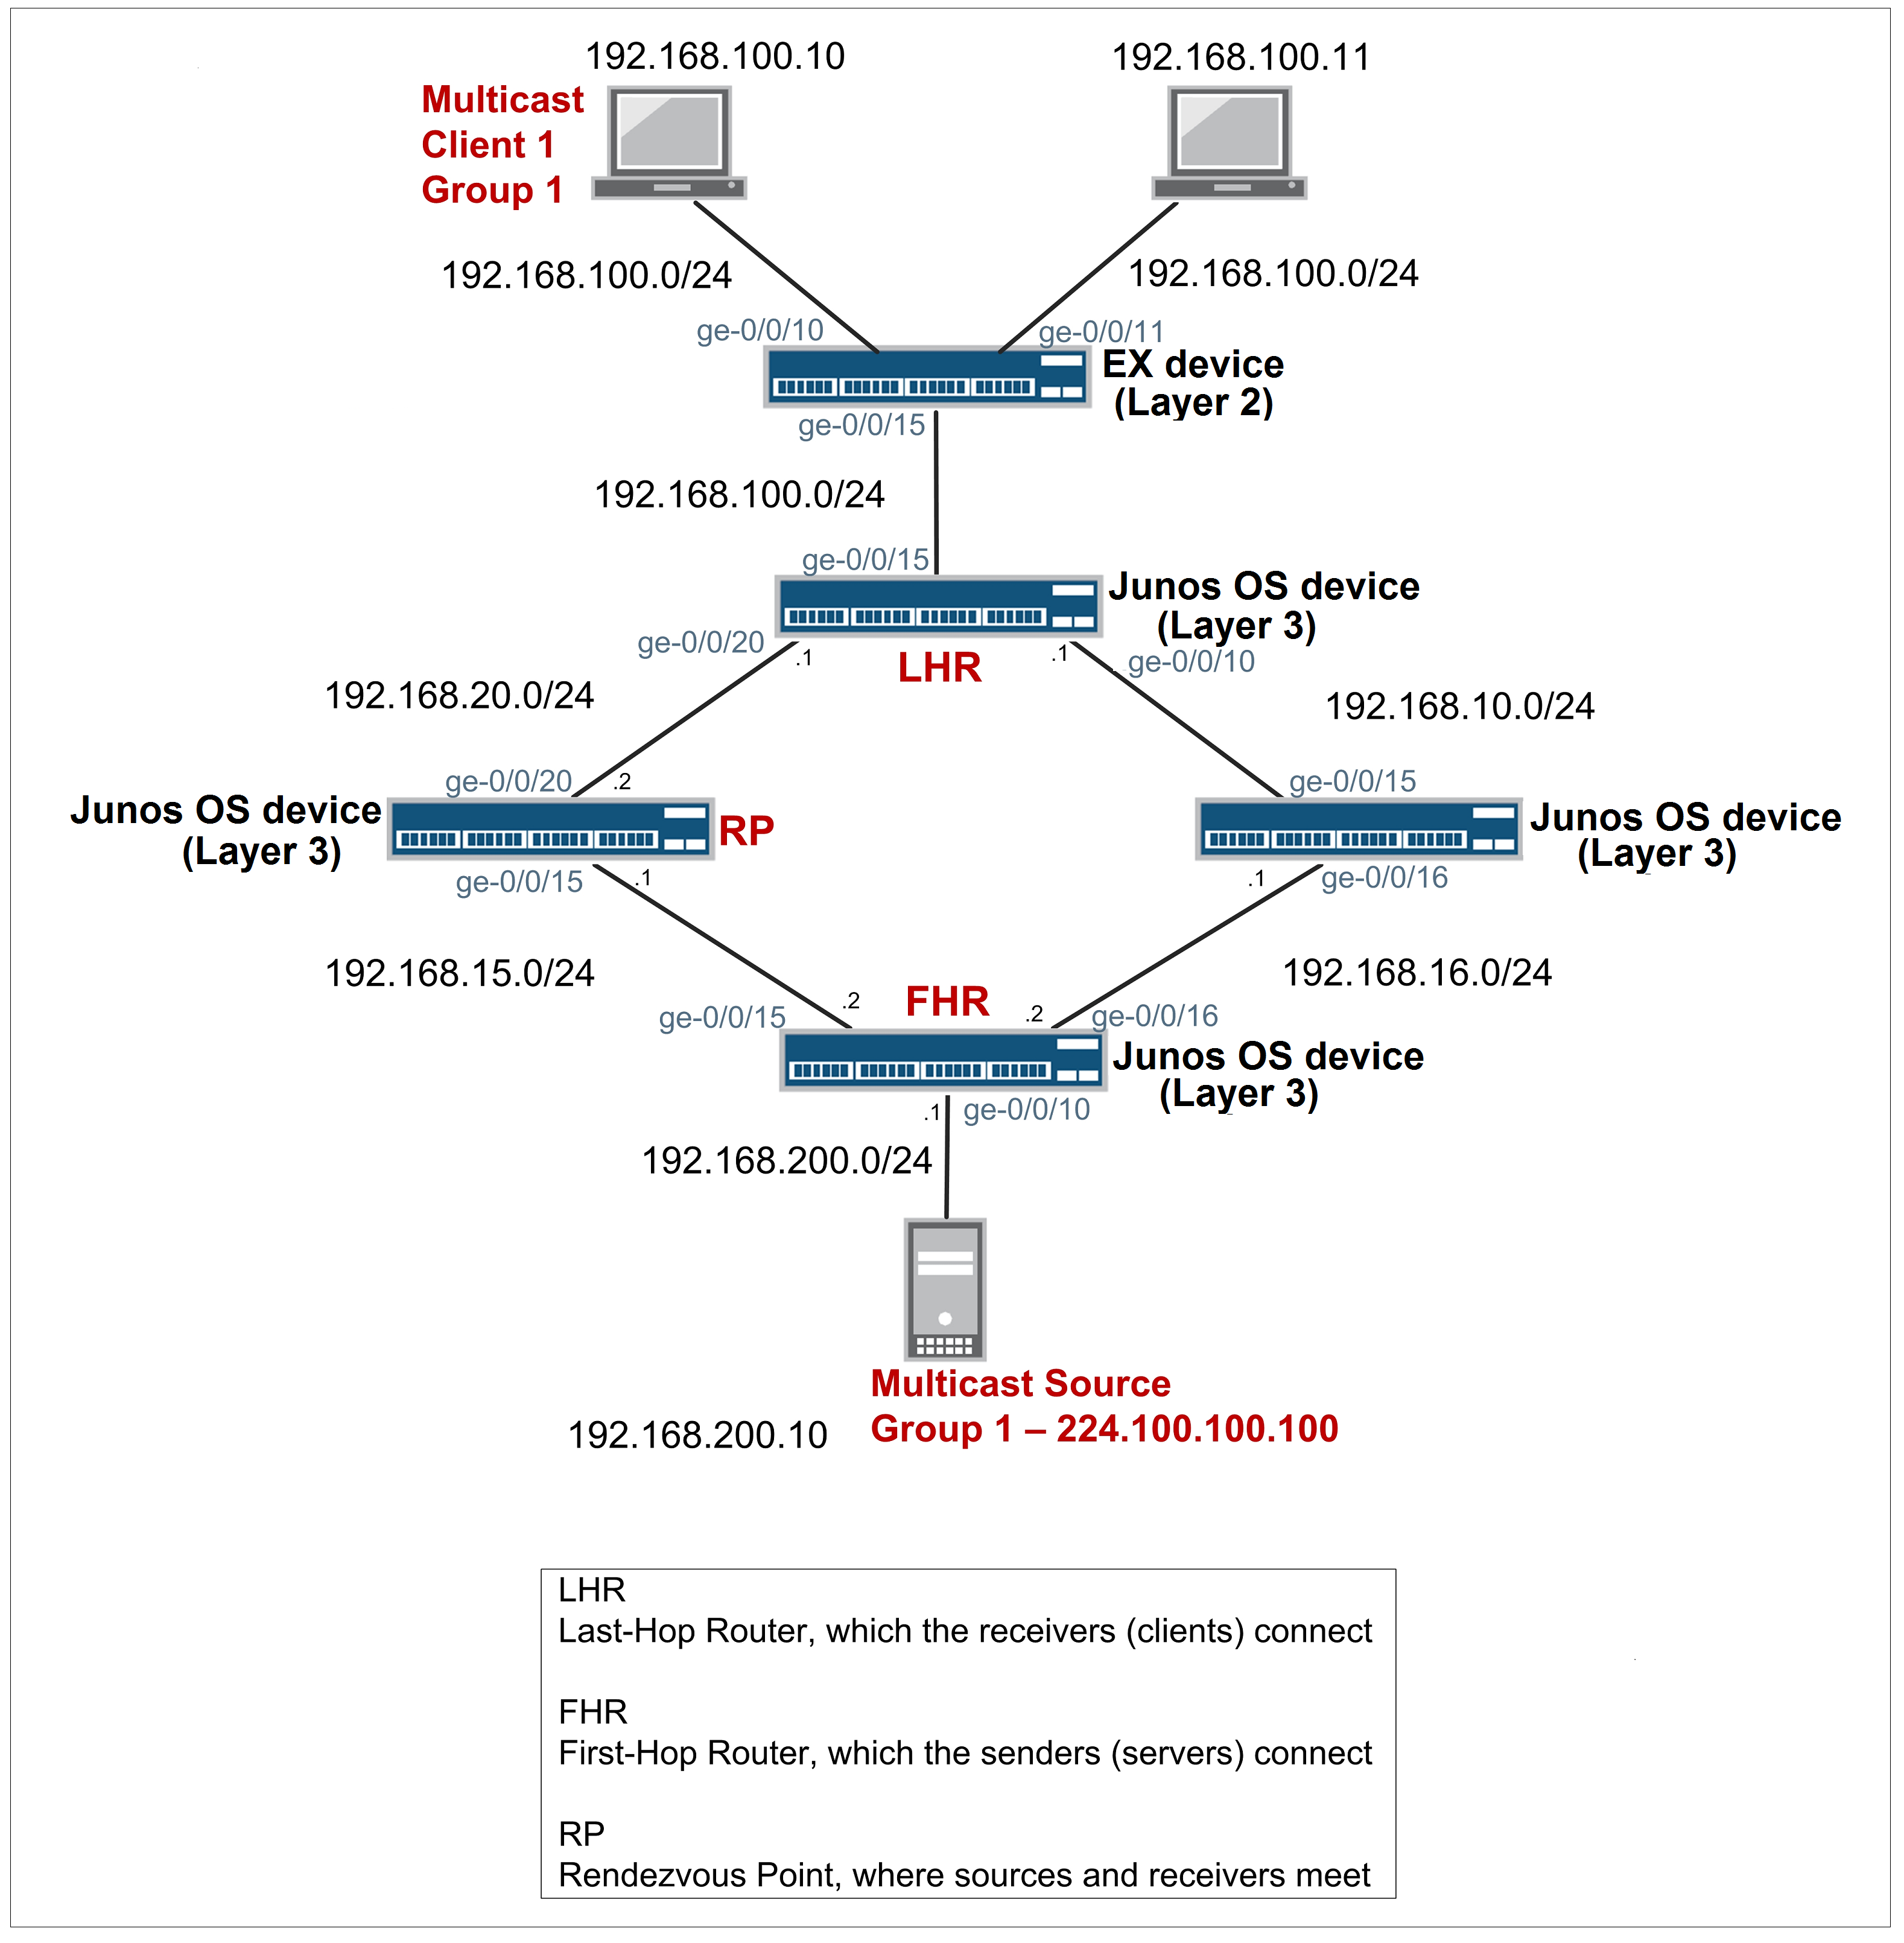 192.168.100.10
192.168.100.11
Multicast
Client 1
Group 1
192.168.100.0/24
192.168.100.0/24
ge-0/0/10
ge-0/0/11
EX device
(Layer 2)
ge-0/0/15
192.168.100.0/24
ge-0/0/15
Junos OS device
(Layer 3)
ge-0/0/20
.1
LHR
.1
ge-0/0/10
192.168.20.0/24
192.168.10.0/24
ge-0/0/20
.2
ge-0/0/15
Junos OS device
(Layer 3)
RP
Junos OS device
(Layer 3)
ge-0/0/15
.1
.1
ge-0/0/16
192.168.15.0/24
192.168.16.0/24
FHR
ge-0/0/15
.2
.2
ge-0/0/16
Junos OS device
(Layer 3)
.1
ge-0/0/10
192.168.200.0/24
Multicast Source
Group 1 – 224.100.100.100
192.168.200.10
LHR
Last-Hop Router, which the receivers (clients) connect
FHR
First-Hop Router, which the senders (servers) connect
RP
Rendezvous Point, where sources and receivers meet